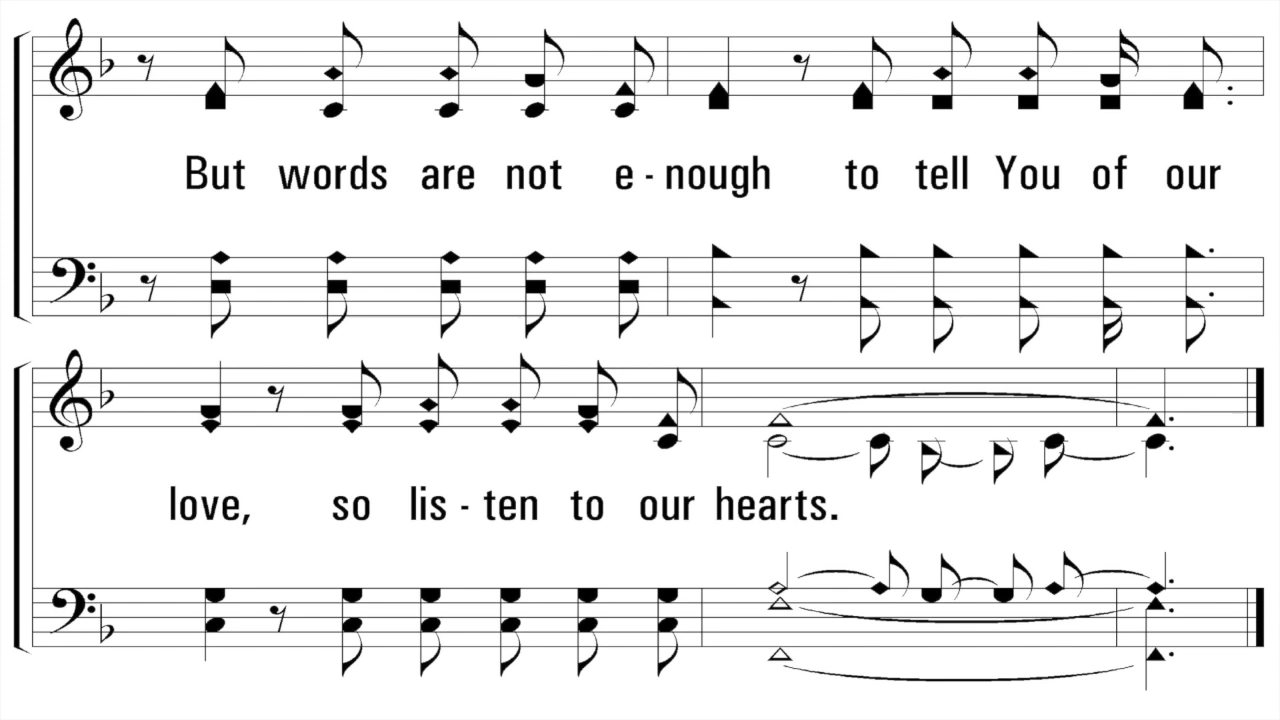 But words are not e - nough to tell You of our
love, so lis - ten to our hearts.